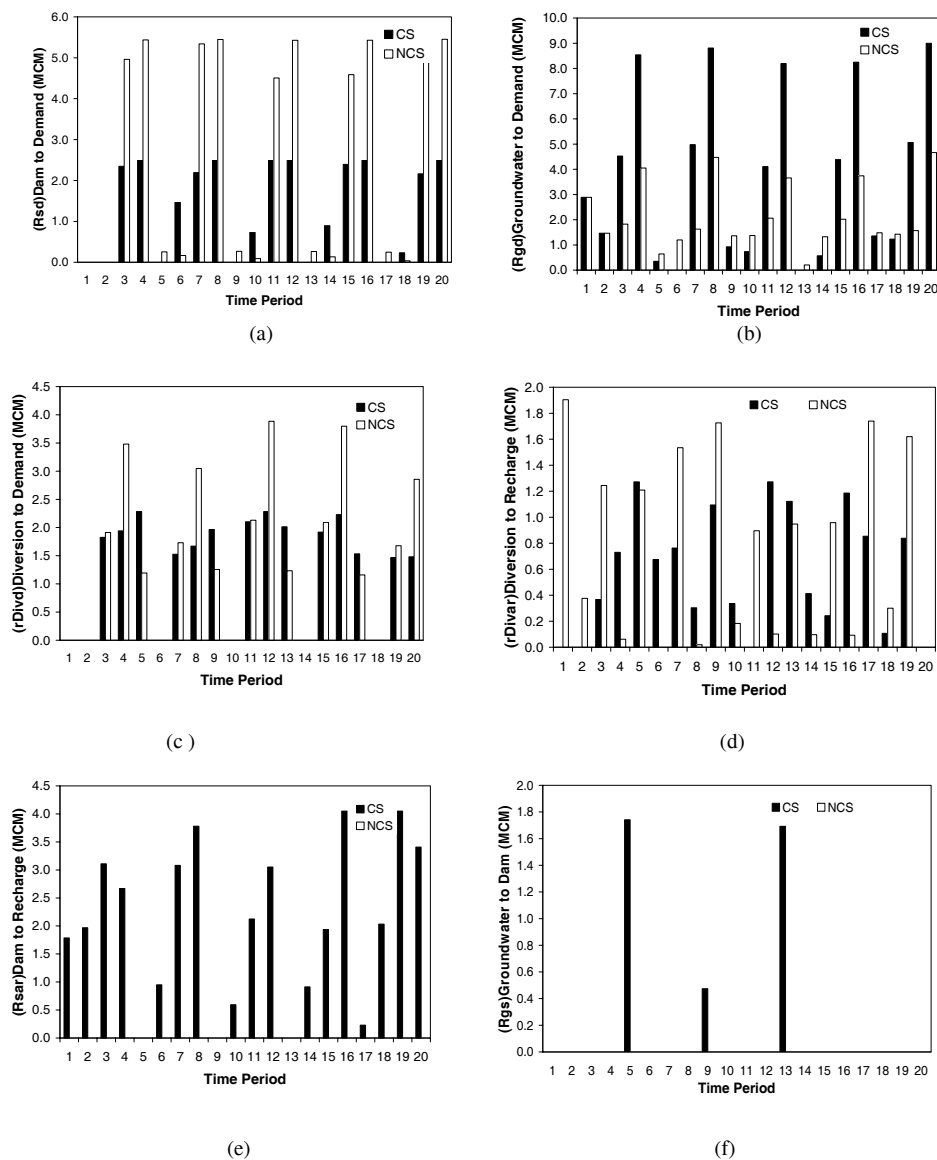 (Rsd)Dam to Demand (MCM)
6.0
5.0
4.0
3.0
2.0
1.0
0.0
CS
NCS
1 2 3 4 5 6 7 8 9 10 11 12 13 14 15 16 17 18 19 20
Time Period
(a)
(Rgd)Groundwater to Demand (MCM)
10.0
9.0
8.0
7.0
6.0
5.0
4.0
3.0
2.0
1.0
0.0
CS
NCS
1 2 3 4 5 6 7 8 9 10 11 12 13 14 15 16 17 18 19 20
Time Period
(b)
(rDivd)Diversion to Demand (MCM)
4.5
4.0
3.5
3.0
2.5
2.0
1.5
1.0
0.5
0.0
CS
NCS
1 2 3 4 5 6 7 8 9 10 11 12 13 14 15 16 17 18 19 20
Time Period
(c )
(rDivar)Diversion to Recharge (MCM)
2.0
1.8
1.6
1.4
1.2
1.0
0.8
0.6
0.4
0.2
0.0
CS
NCS
1 2 3 4 5 6 7 8 9 10 11 12 13 14 15 16 17 18 19 20
Time Period
(d)
(Rsar)Dam to Recharge (MCM)
4.5
4.0
3.5
3.0
2.5
2.0
1.5
1.0
0.5
0.0
CS
NCS
1 2 3 4 5 6 7 8 9 10 11 12 13 14 15 16 17 18 19 20
Time Period
(e)
(Rgs)Groundwater to Dam (MCM)
2.0
1.8
1.6
1.4
1.2
1.0
0.8
0.6
0.4
0.2
0.0
CS
NCS
1 2 3 4 5 6 7 8 9 10 11 12 13 14 15 16 17 18 19 20
Time Period
(f)